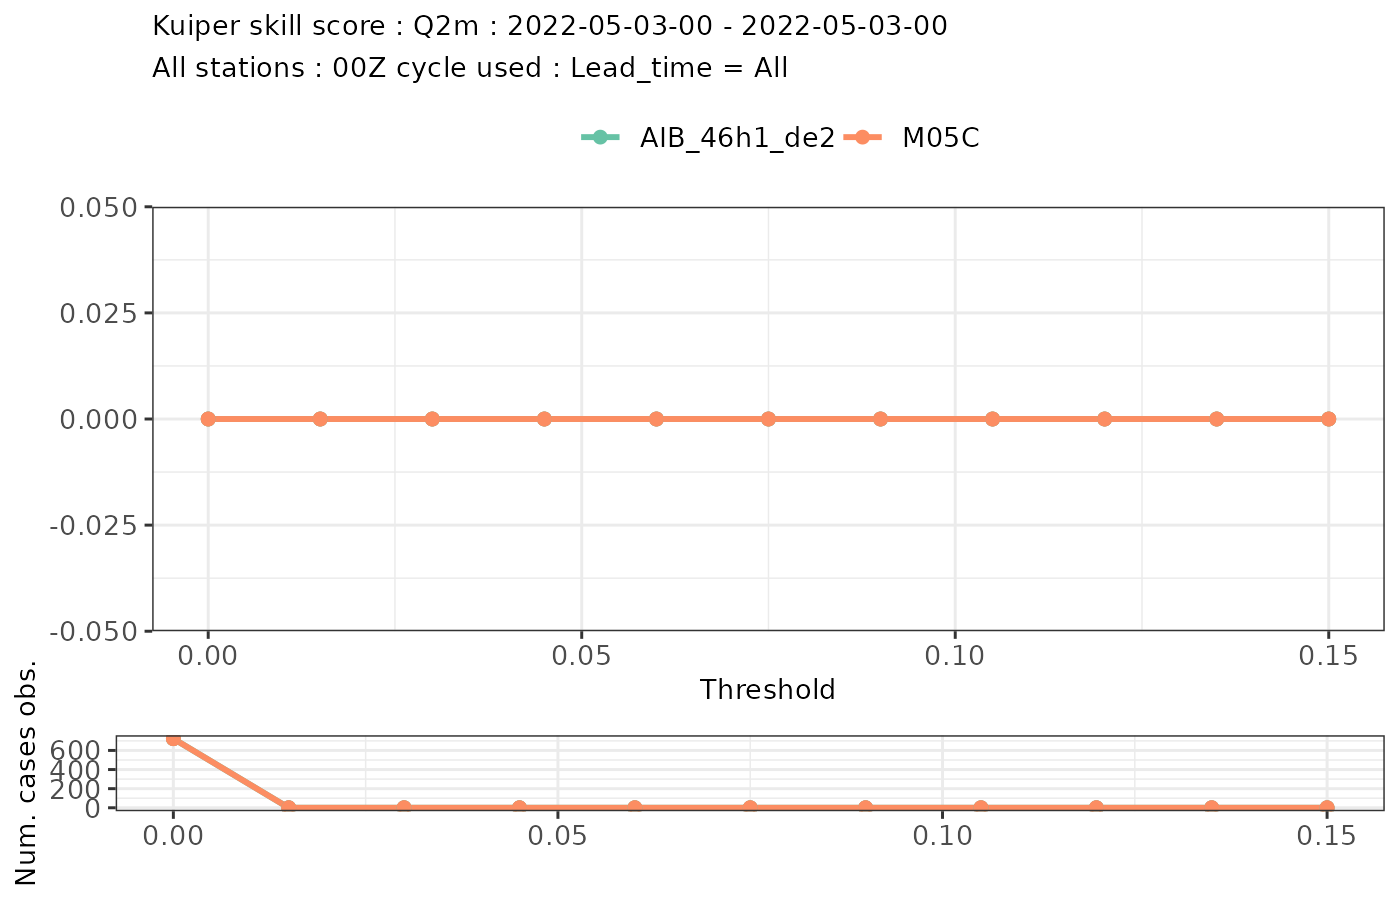 Kuiper skill score : Q2m : 2022-05-03-00 - 2022-05-03-00
All stations : 00Z cycle used : Lead_time = All
AIB_46h1_de2 M05C
0.050
0.025
0.000
-0.025
-0.050
0.00 0.05 0.10 0.15
Threshold
Num. cases obs.
600
400
200
0
0.00 0.05 0.10 0.15